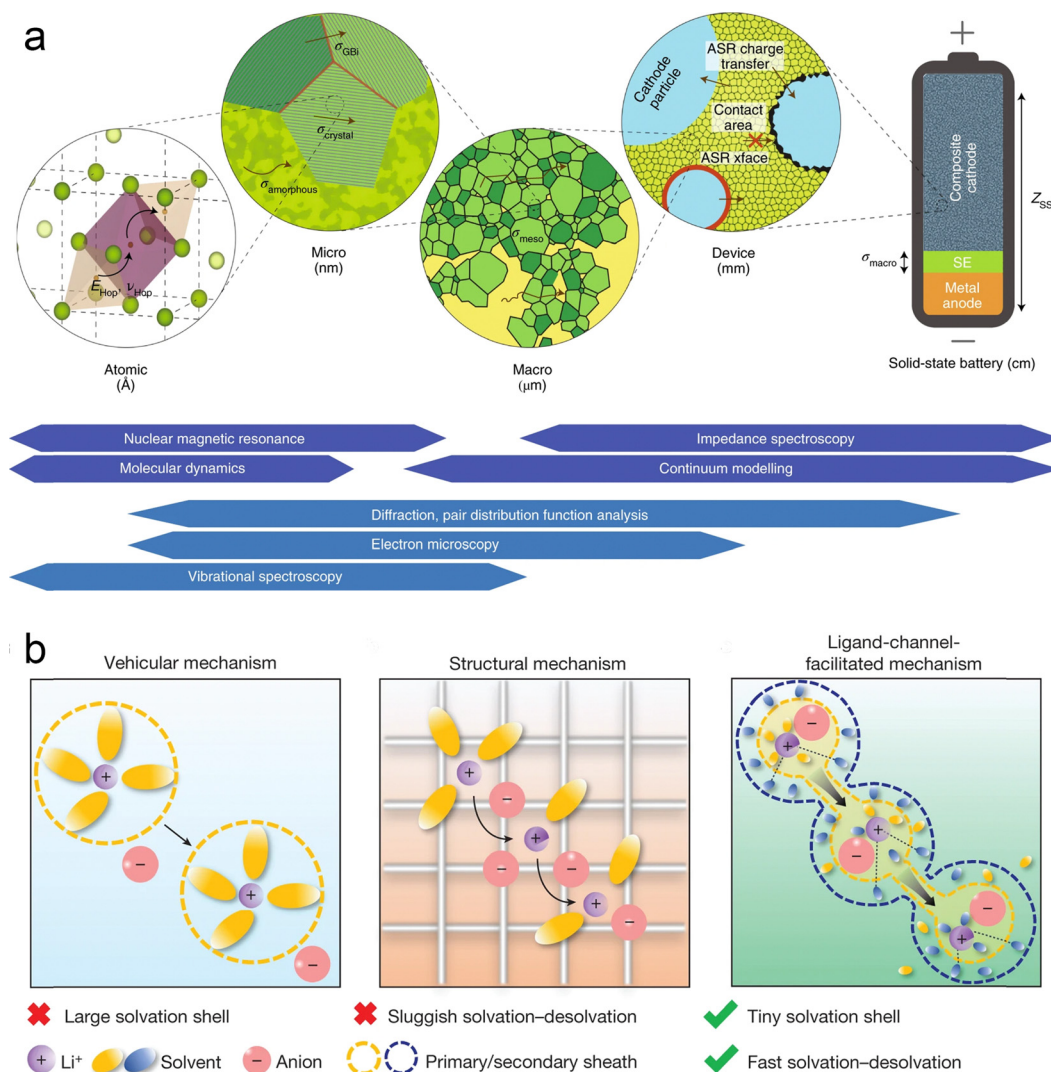 a
σGBi
σcrystal
σamorphous
Micro
(nm)
EHop, νHop
Atomic
(Å)
σmeso
Macro
(μm)
Cathode
particle
ASR charge
transfer
Contact
area
ASR xface
Device
(mm)
+
Composite
cathode
ZSS
σmacro
SE
Metal
anode
−
Solid-state battery (cm)
Nuclear magnetic resonance
Impedance spectroscopy
Molecular dynamics
Continuum modelling
Diffraction, pair distribution function analysis
Electron microscopy
Vibrational spectroscopy
b
Vehicular mechanism
+
−
+
−
Structural mechanism
+
−
+
−
−
+
−
Ligand-channel-
facilitated mechanism
−
+
+
−
−
+
Large solvation shell
Sluggish solvation–desolvation
Tiny solvation shell
+ Li+
Solvent
− Anion
Primary/secondary sheath
Fast solvation–desolvation